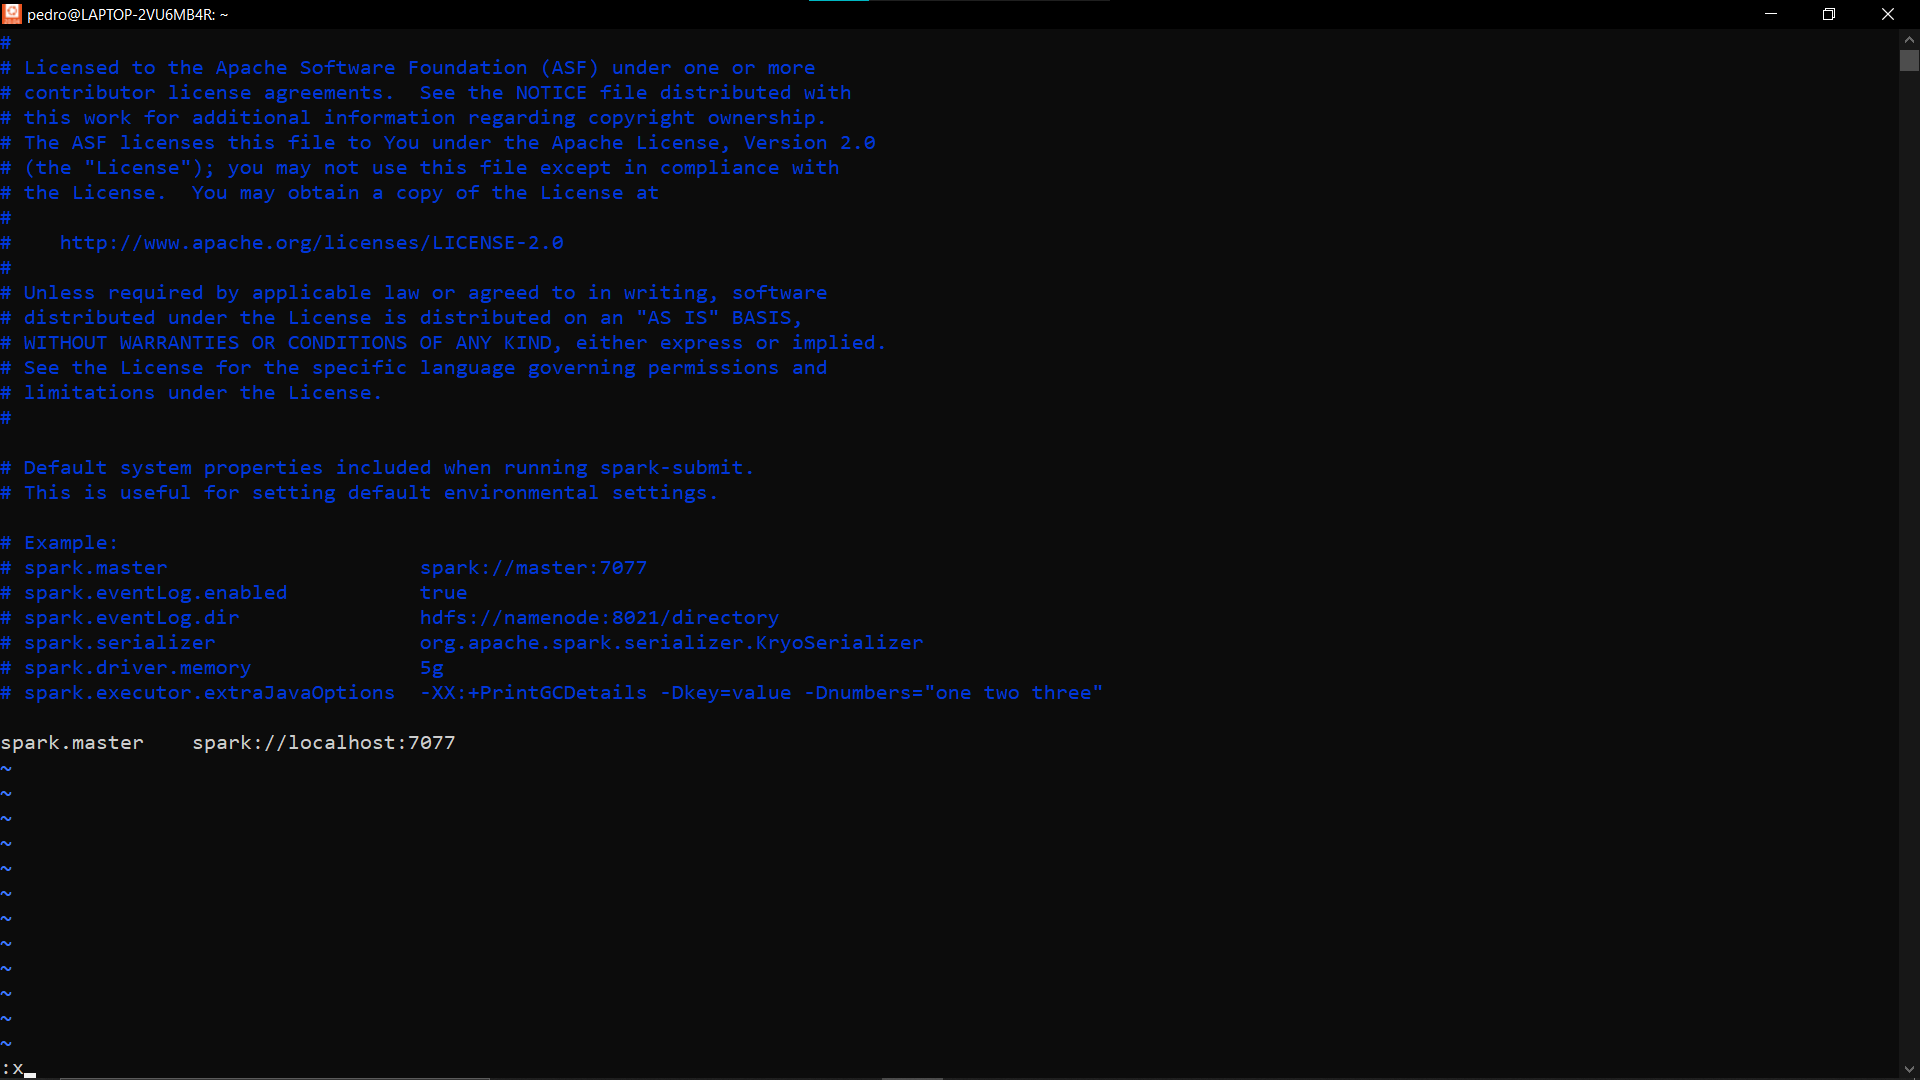 pedro@LAPTOP-2VU6MB4R: ~
#
# Licensed to the Apache Software Foundation (ASF) under one or more
# contributor license agreements.  See the NOTICE file distributed with
# this work for additional information regarding copyright ownership.
# The ASF licenses this file to You under the Apache License, Version 2.0
# (the "License"); you may not use this file except in compliance with
# the License.  You may obtain a copy of the License at
#
#    http://www.apache.org/licenses/LICENSE-2.0
#
# Unless required by applicable law or agreed to in writing, software
# distributed under the License is distributed on an "AS IS" BASIS,
# WITHOUT WARRANTIES OR CONDITIONS OF ANY KIND, either express or implied.
# See the License for the specific language governing permissions and
# limitations under the License.
#
# Default system properties included when running spark-submit.
# This is useful for setting default environmental settings.
# Example:
# spark.master                     spark://master:7077
# spark.eventLog.enabled           true
# spark.eventLog.dir               hdfs://namenode:8021/directory
# spark.serializer                 org.apache.spark.serializer.KryoSerializer
# spark.driver.memory              5g
# spark.executor.extraJavaOptions  -XX:+PrintGCDetails -Dkey=value -Dnumbers="one two three"
spark.master    spark://localhost:7077
~
~
~
~
~
~
~
~
~
~
~
~
:x